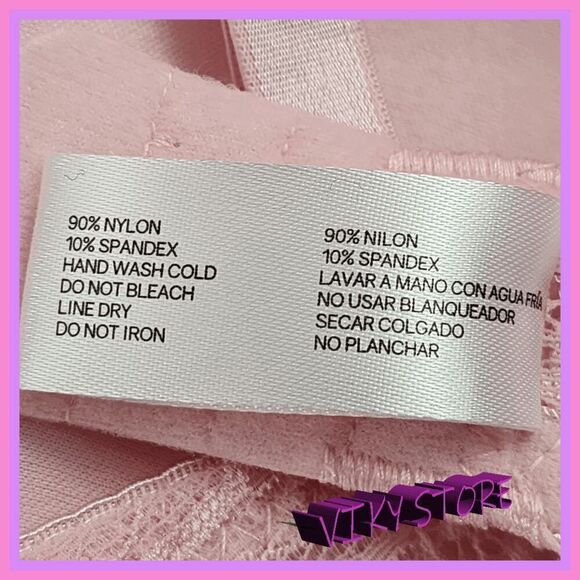 90% NYLON
10% SPANDEX
HAND WASH COLD
DO NOT BLEACH
LINE DRY
DO NOT IRON
90% NILON
10% SPANDEX
LAVAR A MANO CON AGUA FRÍA
NO USAR BLANQUEADOR
SECAR COLGADO
NO PLANCHAR
VIKY STORE